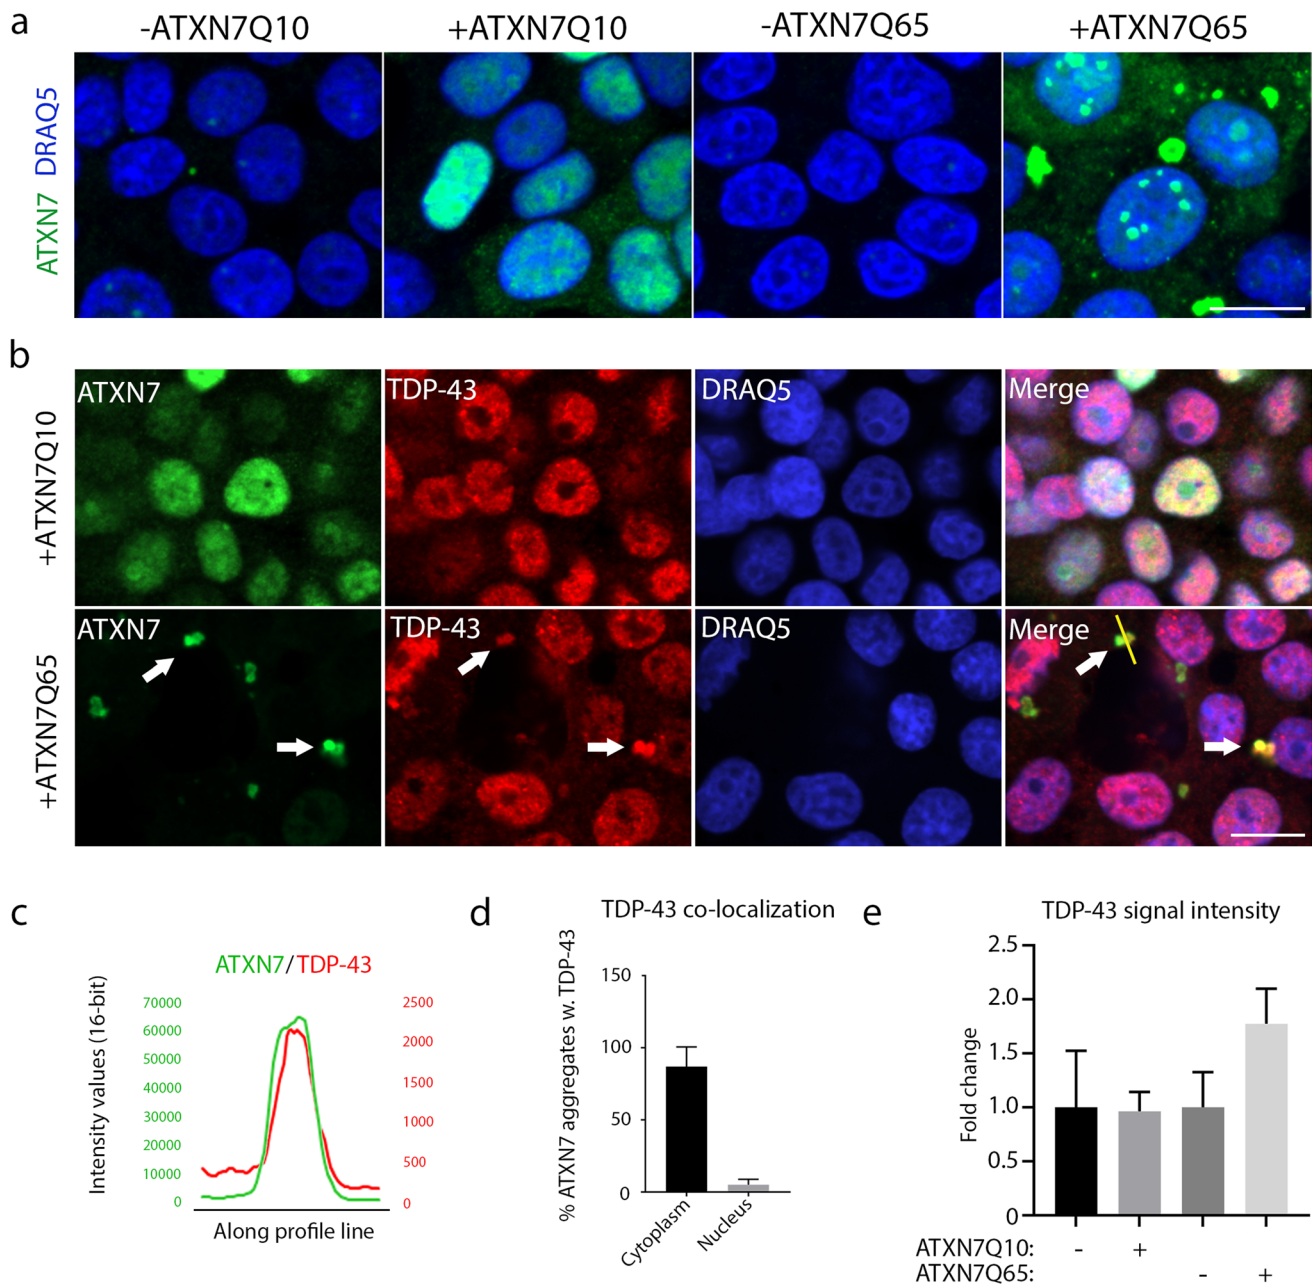 a
-ATXN7Q10 +ATXN7Q10 -ATXN7Q65 +ATXN7Q65
ATXN7 DRAQ5
b
+ATXN7Q10
ATXN7 TDP-43 DRAQ5 Merge
+ATXN7Q65
ATXN7 TDP-43 DRAQ5 Merge
c
ATXN7/TDP-43
Intensity values (16-bit)
70000
60000
50000
40000
30000
20000
10000
0
2500
2000
1500
1000
500
0
Along profile line
d
TDP-43 co-localization
% ATXN7 aggregates w. TDP-43
150
100
50
0
Cytoplasm
Nucleus
e
TDP-43 signal intensity
Fold change
2.5
2.0
1.5
1.0
0.5
0
ATXN7Q10: - +
ATXN7Q65: - +